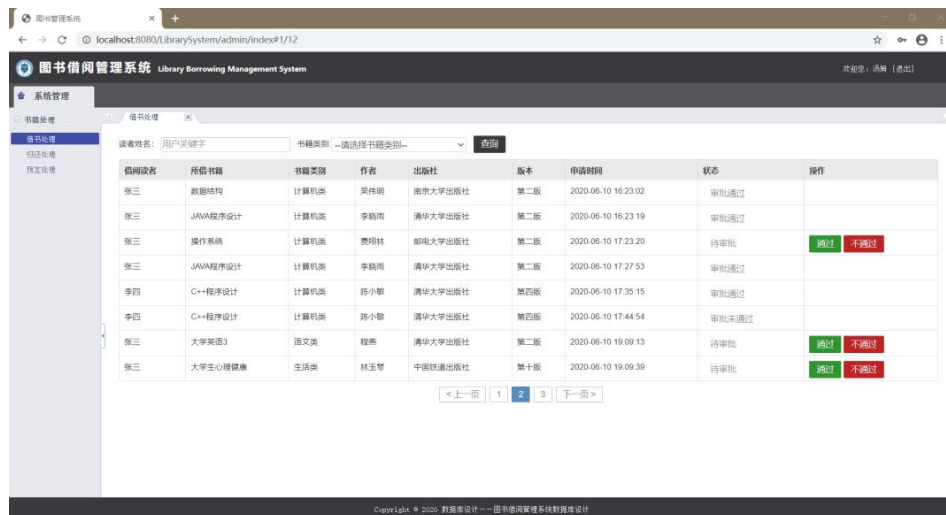 图书管理系统
localhost:8080/LibrarySystem/admin/index#1/12
图书借阅管理系统 Library Borrowing Management System 欢迎您：汤姆 [退出]
系统管理
书籍处理 借书处理
借书处理
归还处理
预定处理
读者姓名： 用户关键字 书籍类别 --请选择书籍类别-- 查询
借阅读者 所借书籍 书籍类别 作者 出版社 版本 申请时间 状态 操作
张三 数据结构 计算机类 吴伟明 南京大学出版社 第二版 2020-06-10 16:23:02 审批通过
张三 JAVA程序设计 计算机类 李晓雨 清华大学出版社 第二版 2020-06-10 16:23:19 审批通过
张三 操作系统 计算机类 林 邮电大学出版社 第二版 2020-06-10 17:23:20 待审批 通过 不通过
张三 JAVA程序设计 计算机类 李晓雨 清华大学出版社 第二版 2020-06-10 17:27:53 审批通过
李四 C++程序设计 计算机类 陈小敏 清华大学出版社 第四版 2020-06-10 17:35:15 审批通过
李四 C++程序设计 计算机类 陈小敏 清华大学出版社 第四版 2020-06-10 17:44:54 审批未通过
张三 大学英语3 语文类 程燕 清华大学出版社 第二版 2020-06-10 19:09:13 待审批 通过 不通过
张三 大学生心理健康 生活类 林玉琴 中国铁道出版社 第十版 2020-06-10 19:09:39 待审批 通过 不通过
<上一页 1 2 3 下一页>
Copyright © 2020 数据库设计——图书借阅管理系统数据库设计